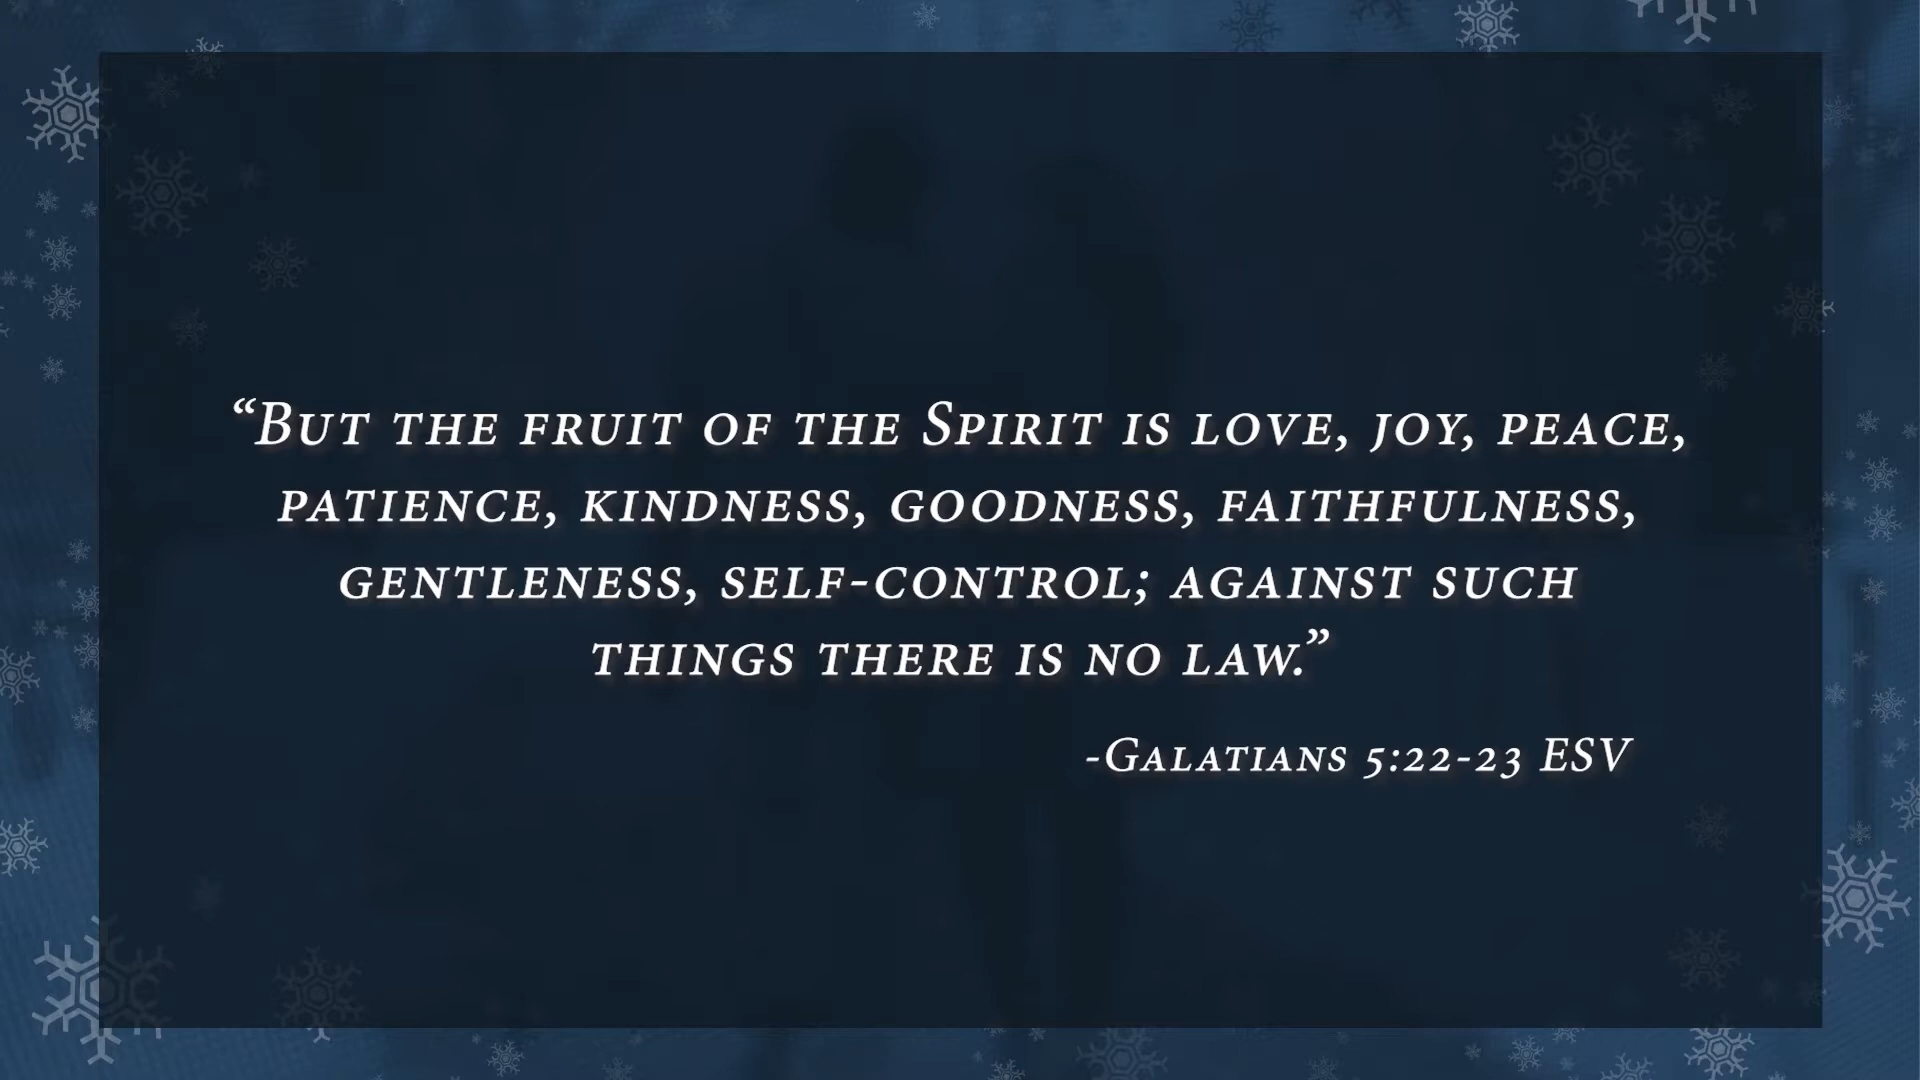 “But the fruit of the Spirit is love, joy, peace,
patience, kindness, goodness, faithfulness,
gentleness, self-control; against such
things there is no law.”
-Galatians 5:22-23 ESV